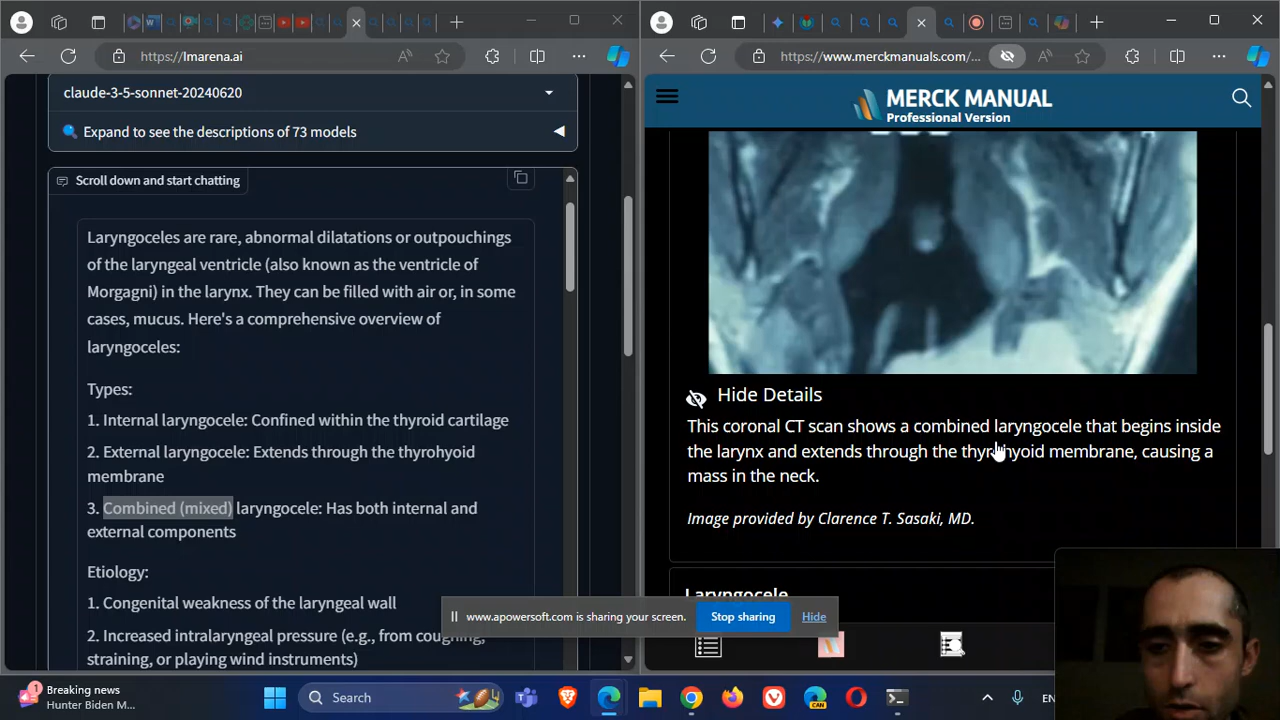 https://lmarena.ai
claude-3-5-sonnet-20240620
Expand to see the descriptions of 73 models
Scroll down and start chatting
Laryngoceles are rare, abnormal dilatations or outpouchings
of the laryngeal ventricle (also known as the ventricle of
Morgagni) in the larynx. They can be filled with air or, in some
cases, mucus. Here's a comprehensive overview of
laryngoceles:
Types:
1. Internal laryngocele: Confined within the thyroid cartilage
2. External laryngocele: Extends through the thyrohyoid
membrane
3. Combined (mixed) laryngocele: Has both internal and
external components
Etiology:
1. Congenital weakness of the laryngeal wall
2. Increased intralaryngeal pressure (e.g., from coughing,
straining, or playing wind instruments)
https://www.merckmanuals.com/...
MERCK MANUAL
Professional Version
Hide Details
This coronal CT scan shows a combined laryngocele that begins inside
the larynx and extends through the thyrohyoid membrane, causing a
mass in the neck.
Image provided by Clarence T. Sasaki, MD.
Laryngocele
www.apowersoft.com is sharing your screen.
Stop sharing
Hide
1
Breaking news
Hunter Biden M...
Search
CAN
EN